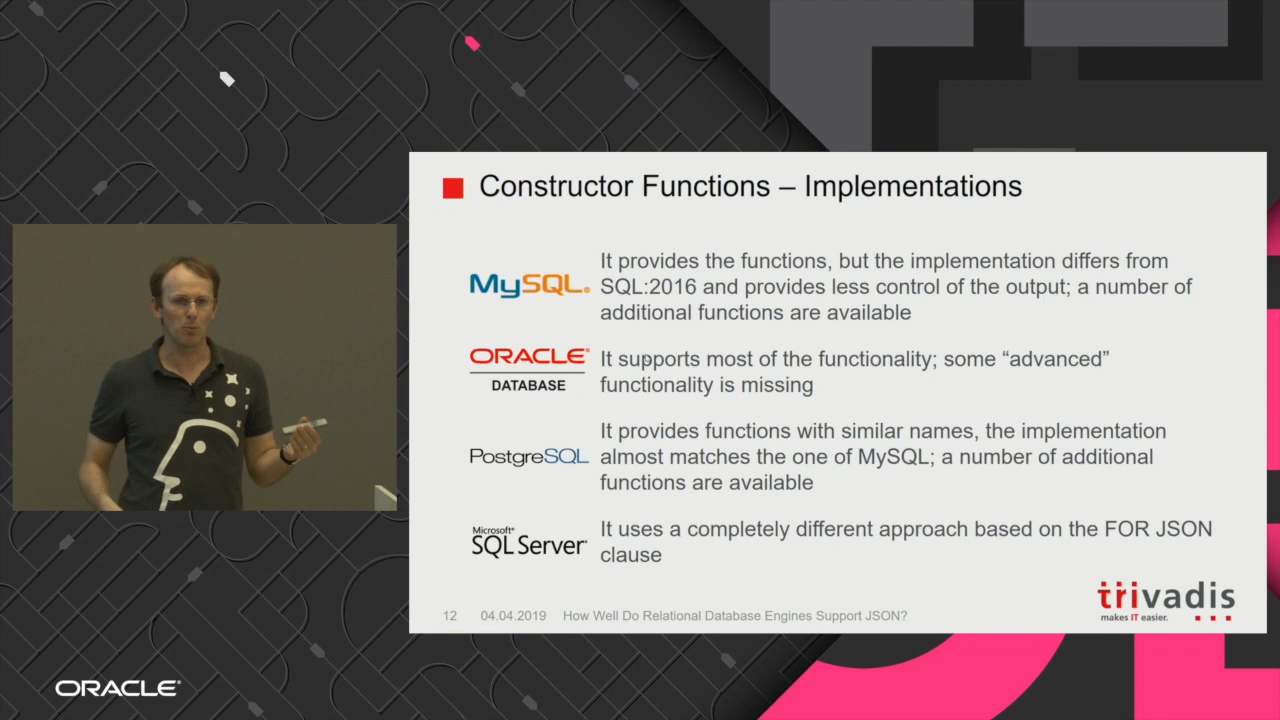 Constructor Functions – Implementations
MySQL®
It provides the functions, but the implementation differs from
SQL:2016 and provides less control of the output; a number of
additional functions are available
ORACLE®
DATABASE
It supports most of the functionality; some “advanced”
functionality is missing
PostgreSQL
It provides functions with similar names, the implementation
almost matches the one of MySQL; a number of additional
functions are available
Microsoft®
SQL Server®
It uses a completely different approach based on the FOR JSON
clause
trivadis
makes IT easier.
12 04.04.2019 How Well Do Relational Database Engines Support JSON?
ORACLE®